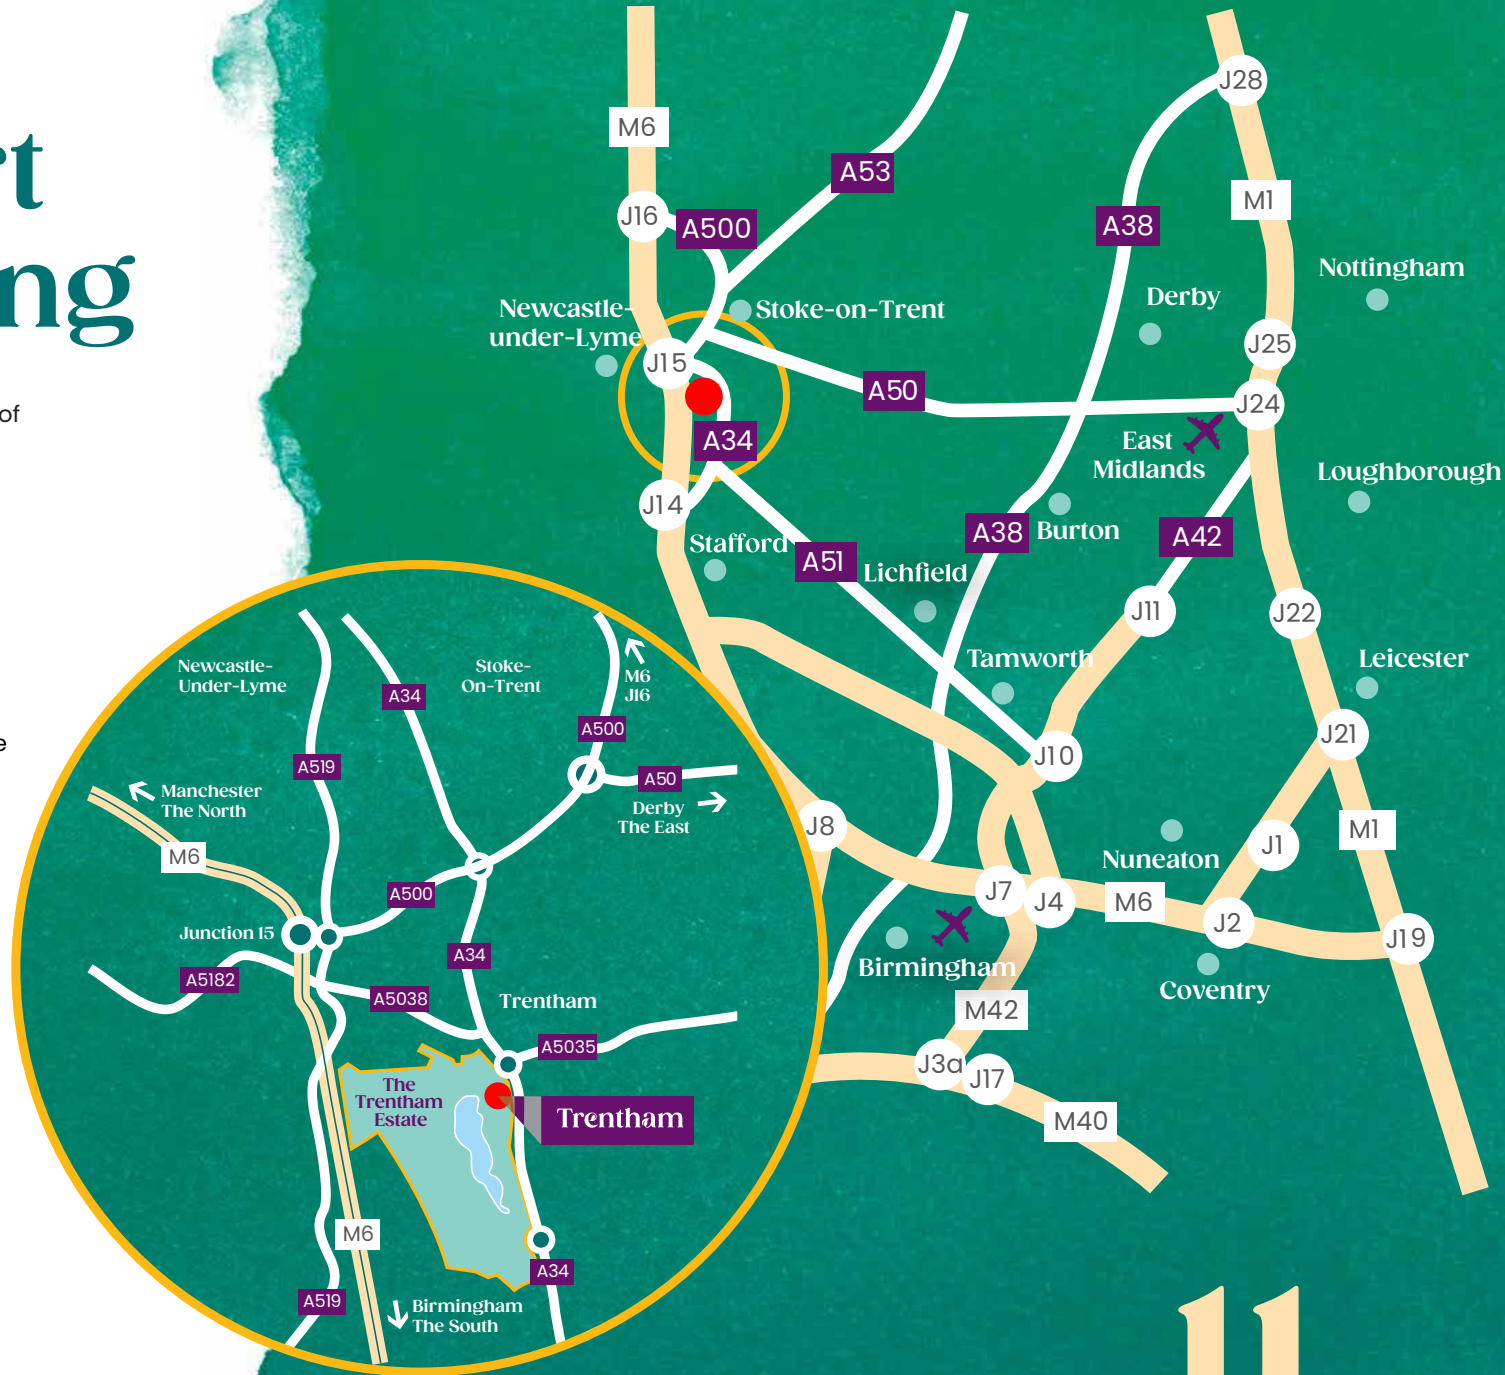 rt
ng
of
e
M6
J16
A500
A53
J28
M1
A38
Nottingham
Derby
Newcastle-
under-Lyme
Stoke-on-Trent
J15
J25
A50
J24
A34
East
Midlands
Loughborough
J14
Stafford
A51
Lichfield
A38
Burton
A42
J11
J22
Tamworth
Leicester
J10
J21
J8
Nuneaton
J1
M1
J7
J4
M6
J2
J19
Birmingham
Coventry
M42
J3a
J17
M40
Newcastle-
Under-Lyme
A34
Stoke-
On-Trent
M6
J16
A500
A519
A50
Derby
The East
Manchester
The North
M6
A500
Junction 15
A34
A5182
A5038
Trentham
A5035
The
Trentham
Estate
Trentham
M6
A34
A519
Birmingham
The South
11